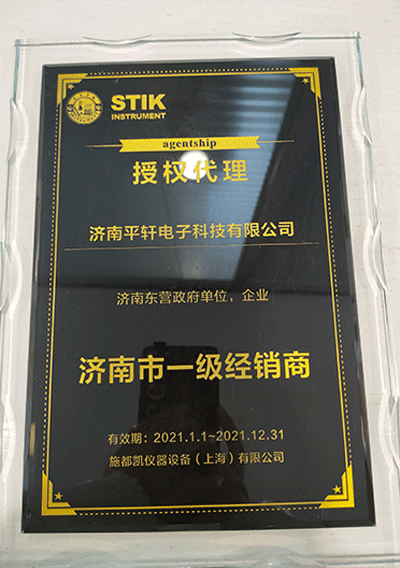 STIK
INSTRUMENT
agentship
授权代理
济南平轩电子科技有限公司
济南东营政府单位，企业
济南市一级经销商
有效期：2021.1.1~2021.12.31
施都凯仪器设备（上海）有限公司